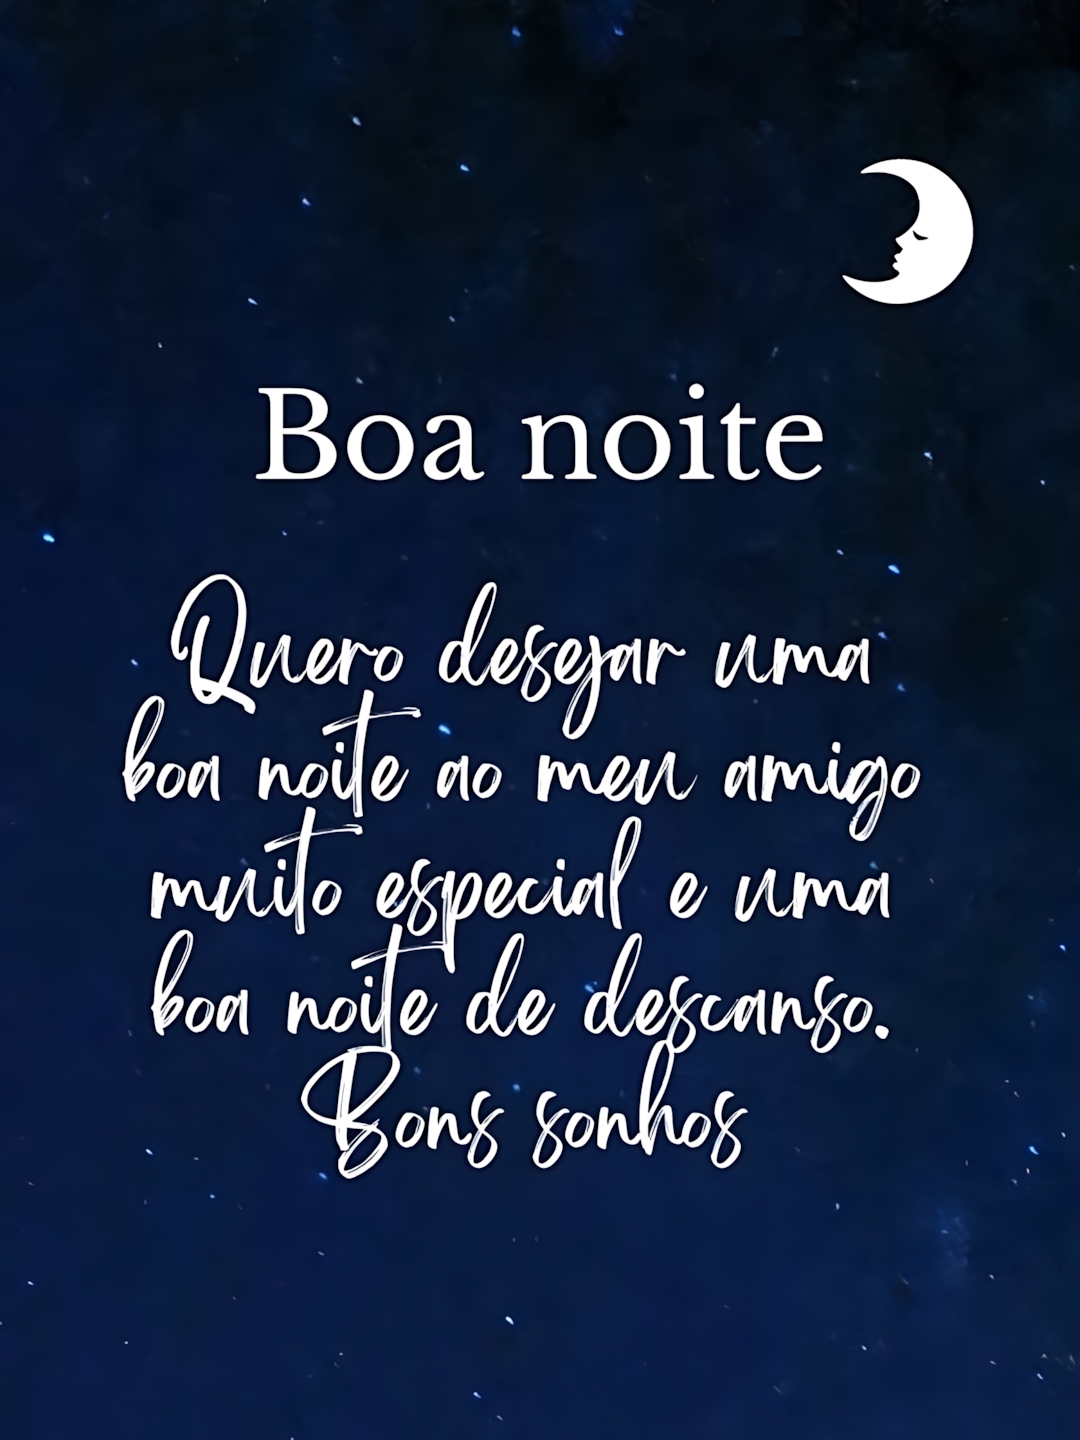 Boa noite
Quero desejar uma
boa noite ao meu amigo
muito especial e uma
boa noite de descanso.
Bons sonhos